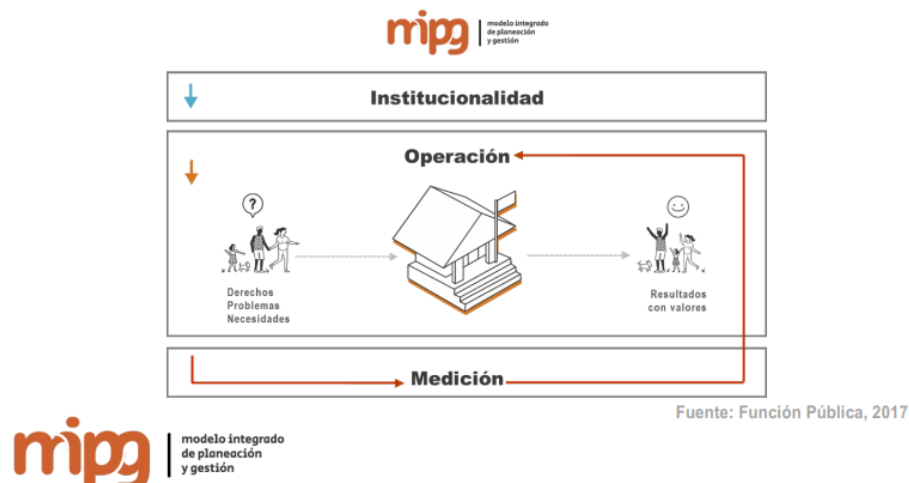 mipg
modelo integrado
de planeación
y gestión
Institucionalidad
Operación
?
Derechos
Problemas
Necesidades
Resultados
con valores
Medición
Fuente: Función Pública, 2017
mipg
modelo integrado
de planeación
y gestión